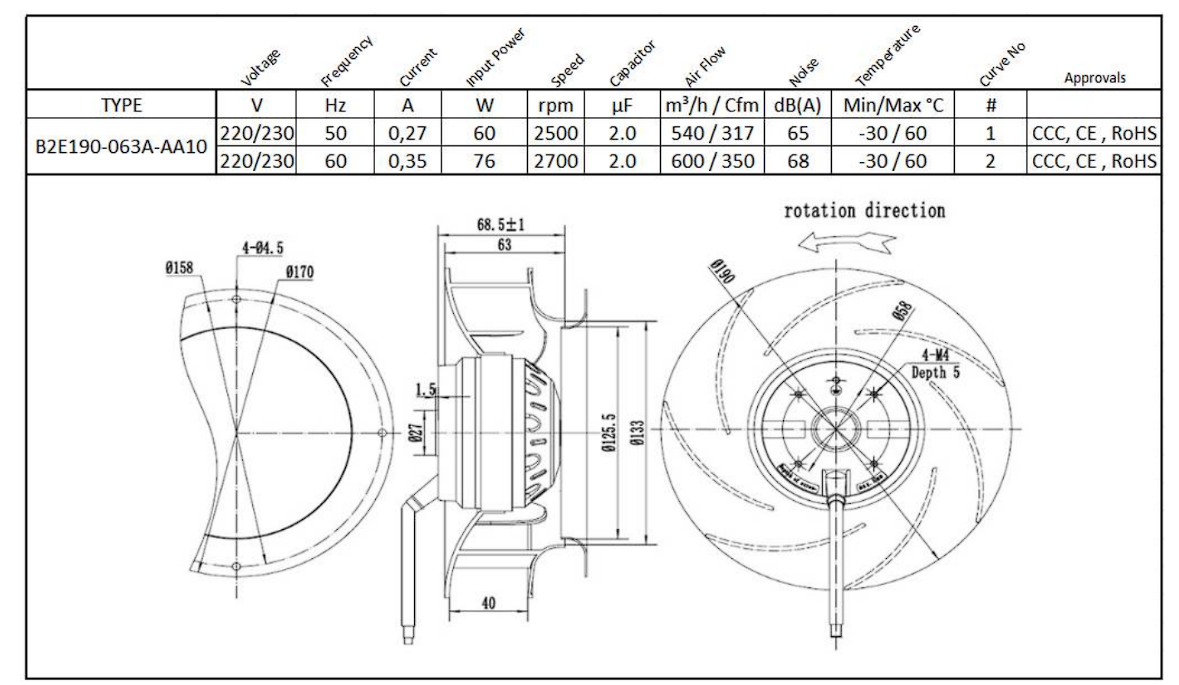 Voltage Frequency Current Input Power Speed Capacitor Air Flow Noise Temperature Curve No Approvals
TYPE V Hz A W rpm µF m³/h / Cfm dB(A) Min/Max °C #
B2E190-063A-AA10 220/230 50 0,27 60 2500 2.0 540 / 317 65 -30 / 60 1 CCC, CE , RoHS
220/230 60 0,35 76 2700 2.0 600 / 350 68 -30 / 60 2 CCC, CE , RoHS
rotation direction
68.5±1
63
4-Ø4.5
Ø158
Ø170
Ø190
Ø58
4-M4
Depth 5
1.5
Ø27
Ø125.5
Ø133
40